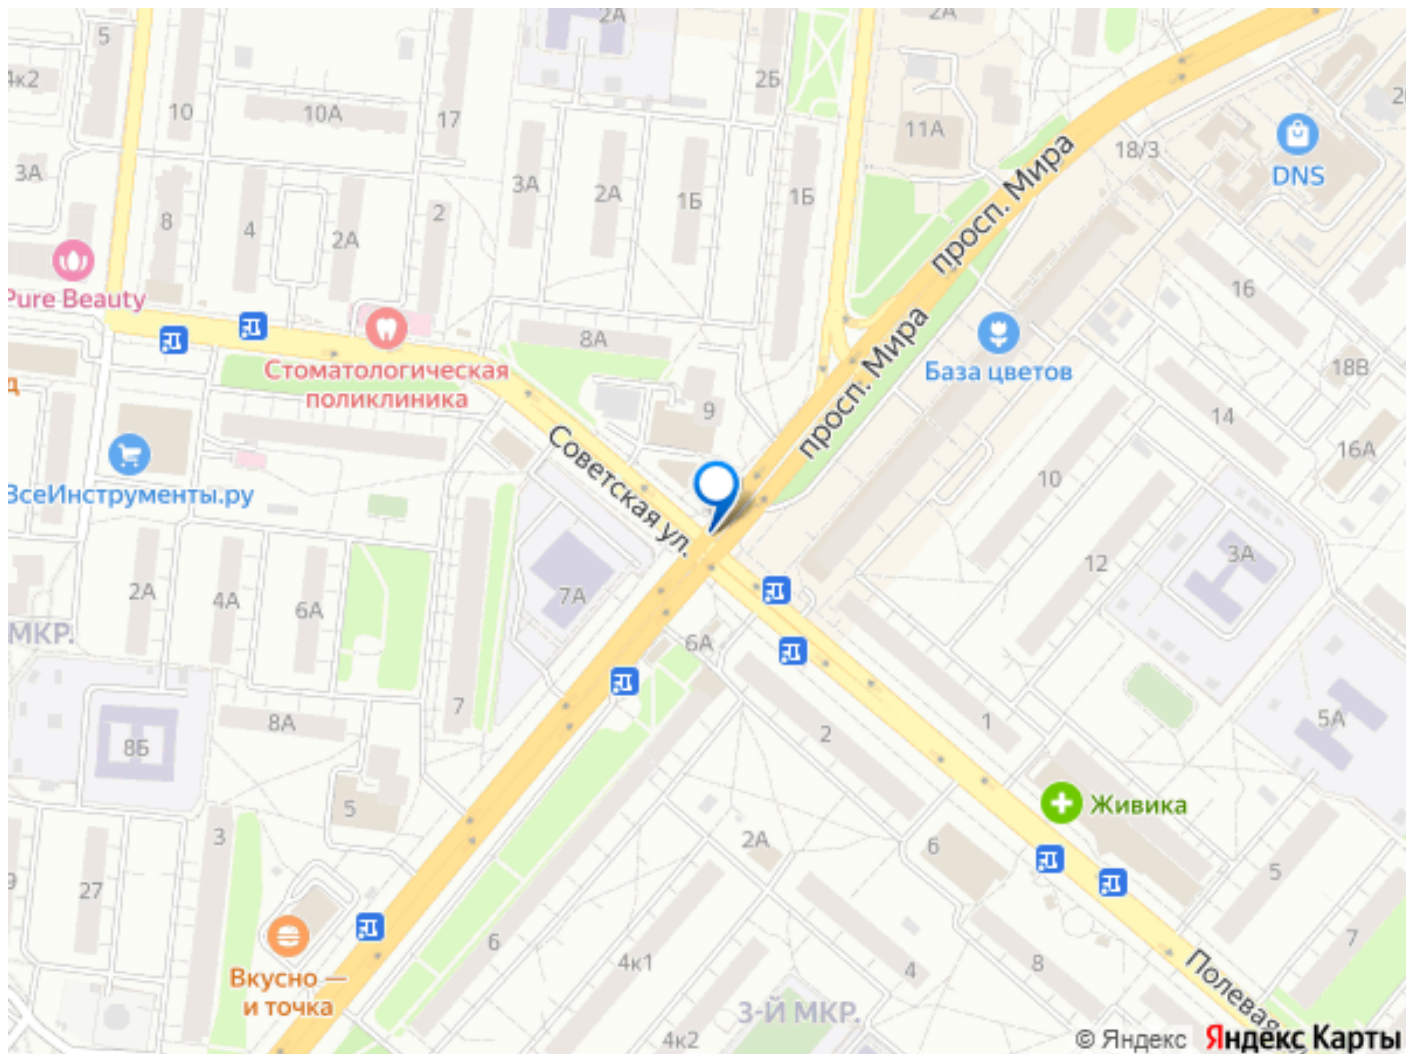 2А
2А
5
4к2
2Б
10
10А
17
11А
18/3
DNS
3А
3А
2А
1Б
1Б
просп. Мира
8
4
2А
2
Pure Beauty
16
8А
Стоматологическая
поликлиника
просп. Мира
База цветов
18В
9
14
16А
Советская ул.
ВсеИнструменты.ру
10
12
3А
2А
4А
6А
7А
МКР.
6А
7
8А
8Б
2
1
5А
5
Живика
3
2А
6
5
27
6
4к1
4
8
7
Вкусно —
и точка
Полевая
3-Й МКР.
4к2
© Яндекс Яндекс Карты